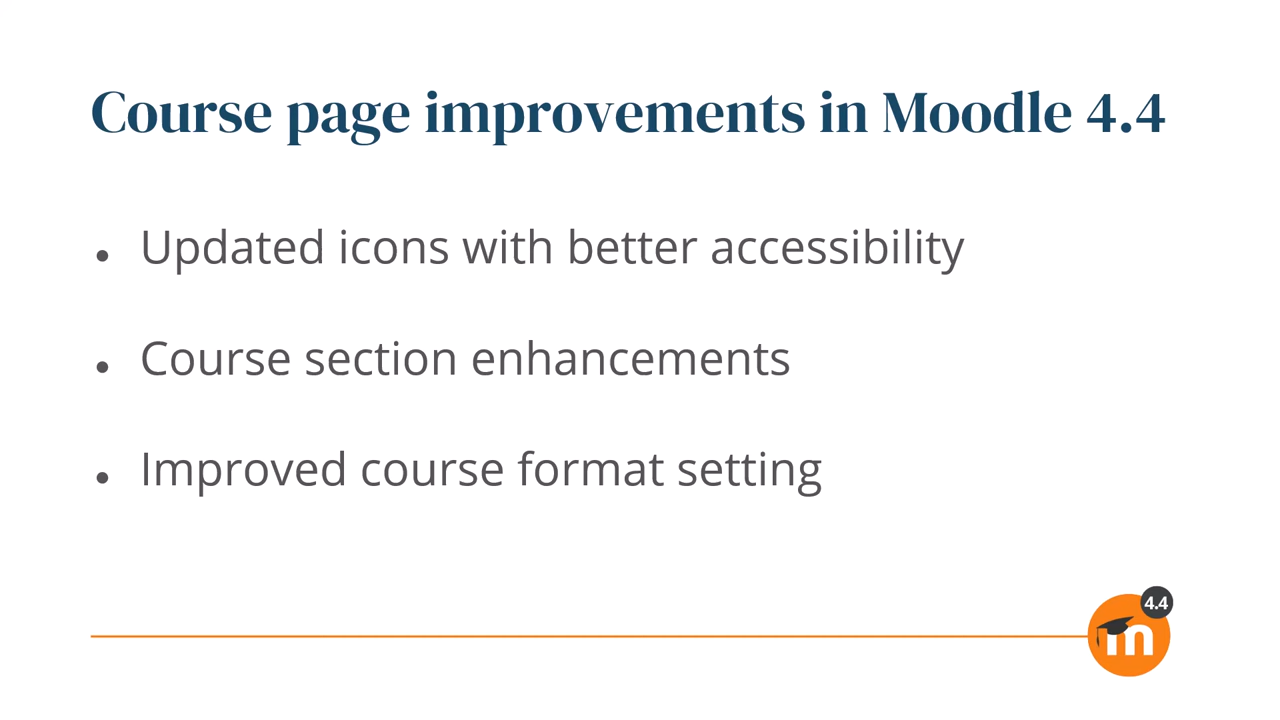 Course page improvements in Moodle 4.4
• Updated icons with better accessibility
• Course section enhancements
• Improved course format setting
4.4
m